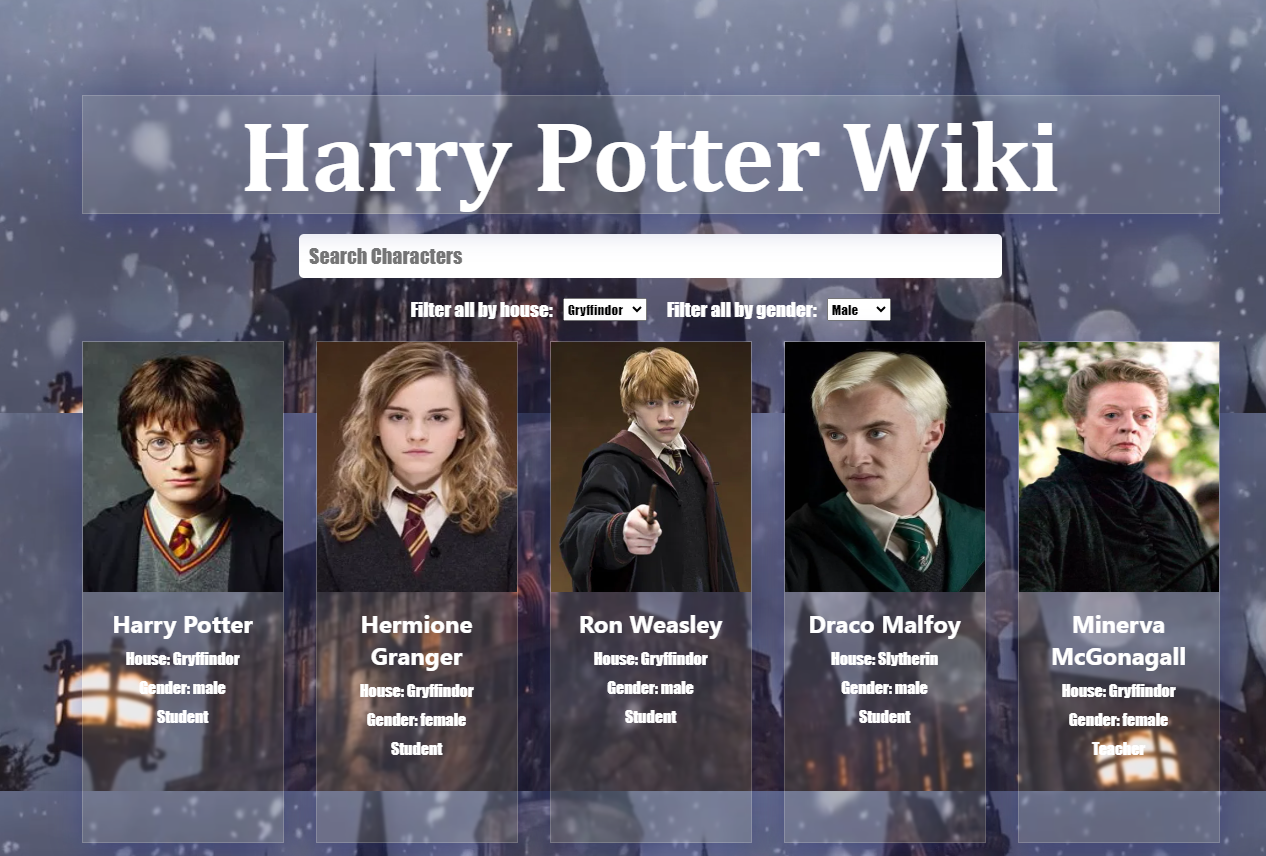 Harry Potter Wiki
Search Characters
Filter all by house: Gryffindor Filter all by gender: Male
Harry Potter
House: Gryffindor
Gender: male
Student
Hermione
Granger
House: Gryffindor
Gender: female
Student
Ron Weasley
House: Gryffindor
Gender: male
Student
Draco Malfoy
House: Slytherin
Gender: male
Student
Minerva
McGonagall
House: Gryffindor
Gender: female
Teacher